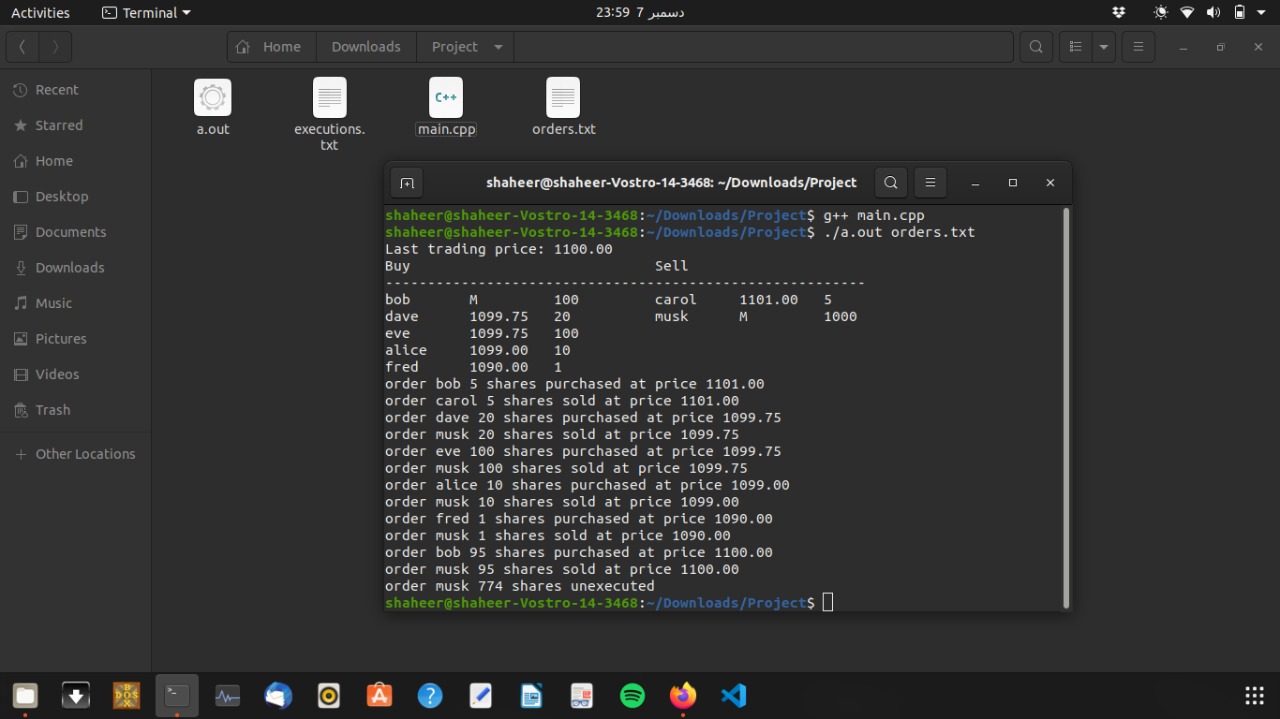 Activities
Terminal
23:59 7 دسمبر
Home
Downloads
Project
Recent
Starred
Home
Desktop
Documents
Downloads
Music
Pictures
Videos
Trash
Other Locations
a.out
executions.
txt
C++
main.cpp
orders.txt
shaheer@shaheer-Vostro-14-3468: ~/Downloads/Project
shaheer@shaheer-Vostro-14-3468:~/Downloads/Project$ g++ main.cpp
shaheer@shaheer-Vostro-14-3468:~/Downloads/Project$ ./a.out orders.txt
Last trading price: 1100.00
Buy Sell
---------------------------------------------------------
bob M 100 carol 1101.00 5
dave 1099.75 20 musk M 1000
eve 1099.75 100
alice 1099.00 10
fred 1090.00 1
order bob 5 shares purchased at price 1101.00
order carol 5 shares sold at price 1101.00
order dave 20 shares purchased at price 1099.75
order musk 20 shares sold at price 1099.75
order eve 100 shares purchased at price 1099.75
order musk 100 shares sold at price 1099.75
order alice 10 shares purchased at price 1099.00
order musk 10 shares sold at price 1099.00
order fred 1 shares purchased at price 1090.00
order musk 1 shares sold at price 1090.00
order bob 95 shares purchased at price 1100.00
order musk 95 shares sold at price 1100.00
order musk 774 shares unexecuted
shaheer@shaheer-Vostro-14-3468:~/Downloads/Project$